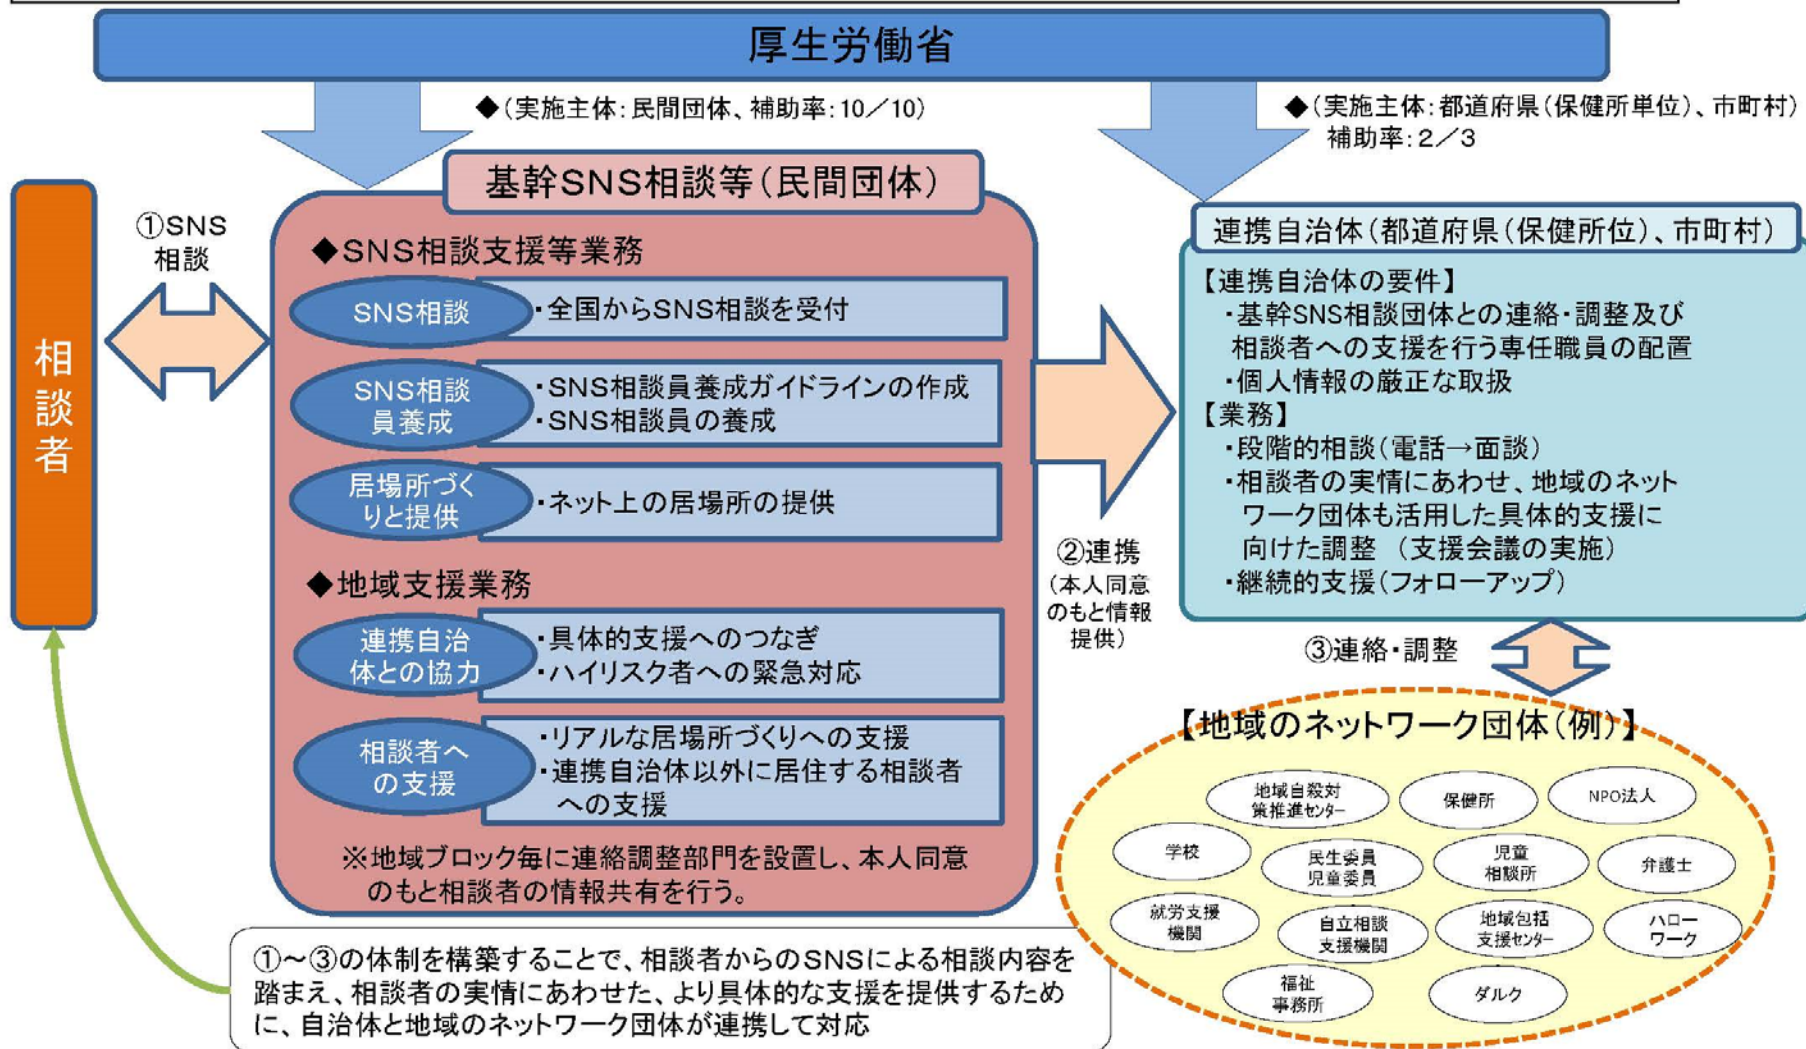 厚生労働省
◆(実施主体:民間団体、補助率:10/10)
◆(実施主体:都道府県(保健所単位)、市町村)
補助率:2/3
相談者
①SNS
相談
基幹SNS相談等(民間団体)
◆SNS相談支援等業務
SNS相談
・全国からSNS相談を受付
SNS相談
員養成
・SNS相談員養成ガイドラインの作成
・SNS相談員の養成
居場所づく
りと提供
・ネット上の居場所の提供
◆地域支援業務
連携自治
体との協力
・具体的支援へのつなぎ
・ハイリスク者への緊急対応
相談者へ
の支援
・リアルな居場所づくりへの支援
・連携自治体以外に居住する相談者
への支援
※地域ブロック毎に連絡調整部門を設置し、本人同意
のもと相談者の情報共有を行う。
②連携
(本人同意
のもと情報
提供)
連携自治体(都道府県(保健所位)、市町村)
【連携自治体の要件】
・基幹SNS相談団体との連絡・調整及び
相談者への支援を行う専任職員の配置
・個人情報の厳正な取扱
【業務】
・段階的相談(電話→面談)
・相談者の実情にあわせ、地域のネット
ワーク団体も活用した具体的支援に
向けた調整 (支援会議の実施)
・継続的支援(フォローアップ)
③連絡・調整
【地域のネットワーク団体(例)】
地域自殺対
策推進センター
保健所
NPO法人
学校
民生委員
児童委員
児童
相談所
弁護士
就労支援
機関
自立相談
支援機関
地域包括
支援センター
ハロー
ワーク
福祉
事務所
ダルク
①~③の体制を構築することで、相談者からのSNSによる相談内容を
踏まえ、相談者の実情にあわせた、より具体的な支援を提供するため
に、自治体と地域のネットワーク団体が連携して対応